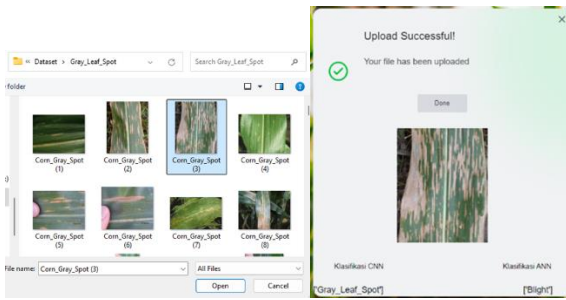 « Dataset > Gray_Leaf_Spot
Search Gray_Leaf_Spot
folder
Corn_Gray_Spot (1)
Corn_Gray_Spot (2)
Corn_Gray_Spot (3)
Corn_Gray_Spot (4)
Corn_Gray_Spot (5)
Corn_Gray_Spot (6)
Corn_Gray_Spot (7)
Corn_Gray_Spot (8)
File name: Corn_Gray_Spot (3)
All Files
Open
Cancel
Upload Successful!
Your file has been uploaded
Done
Klasifikasi CNN
Klasifikasi ANN
['Gray_Leaf_Spot']
['Blight']